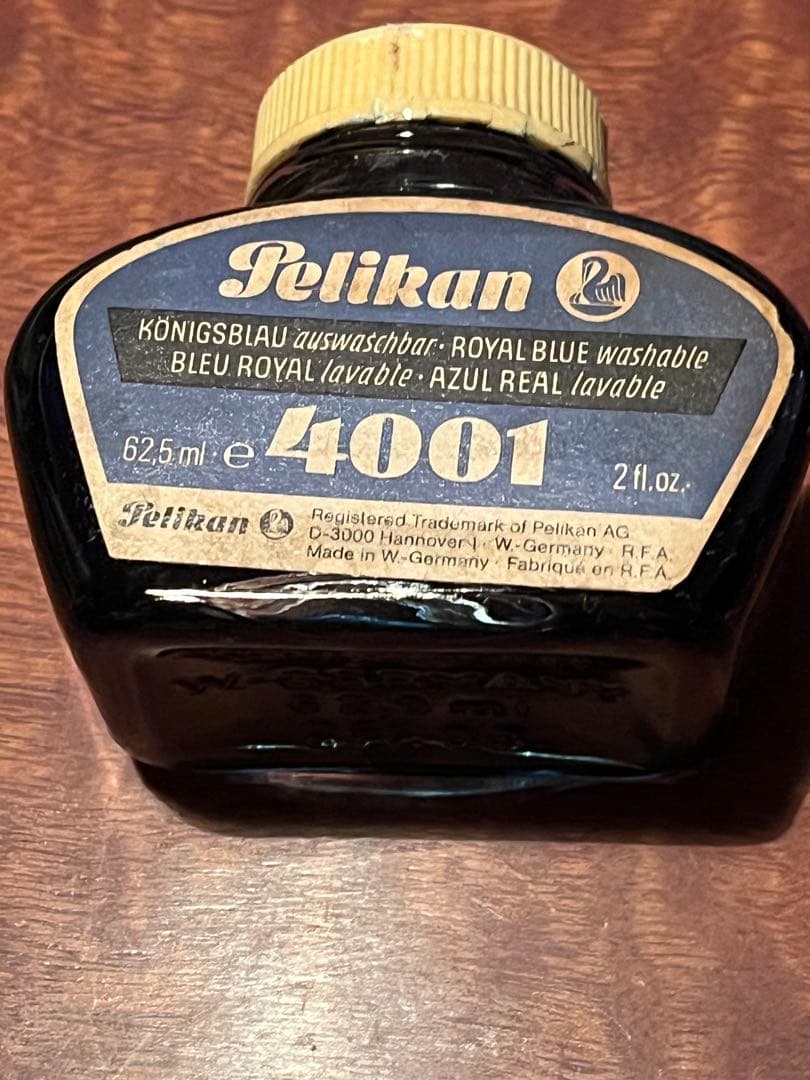 Pelikan
KÖNIGSBLAU auswaschbar · ROYAL BLUE washable
BLEU ROYAL lavable · AZUL REAL lavable
62,5 ml e 4001 2 fl.oz.
Pelikan Registered Trademark of Pelikan AG
D-3000 Hannover 1 · W.-Germany · R.F.A.
Made in W.-Germany · Fabriqué en R.F.A.
W.-GERMANY